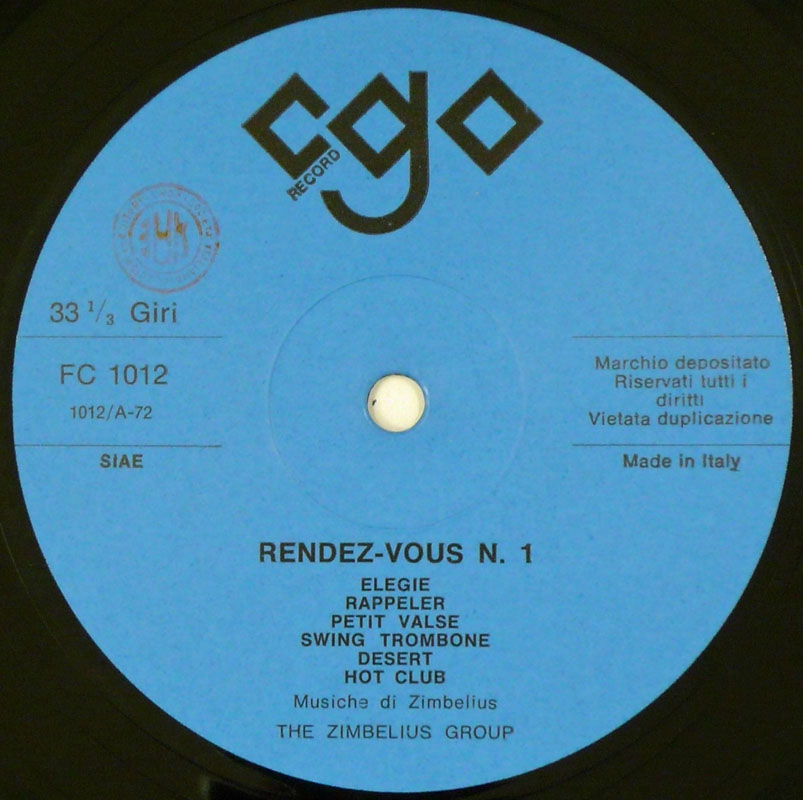 cgo
RECORD
33 1/3 Giri
FC 1012
1012/A-72
SIAE
Marchio depositato
Riservati tutti i
diritti
Vietata duplicazione
Made in Italy
RENDEZ-VOUS N. 1
ELEGIE
RAPPELER
PETIT VALSE
SWING TROMBONE
DESERT
HOT CLUB
Musiche di Zimbelius
THE ZIMBELIUS GROUP